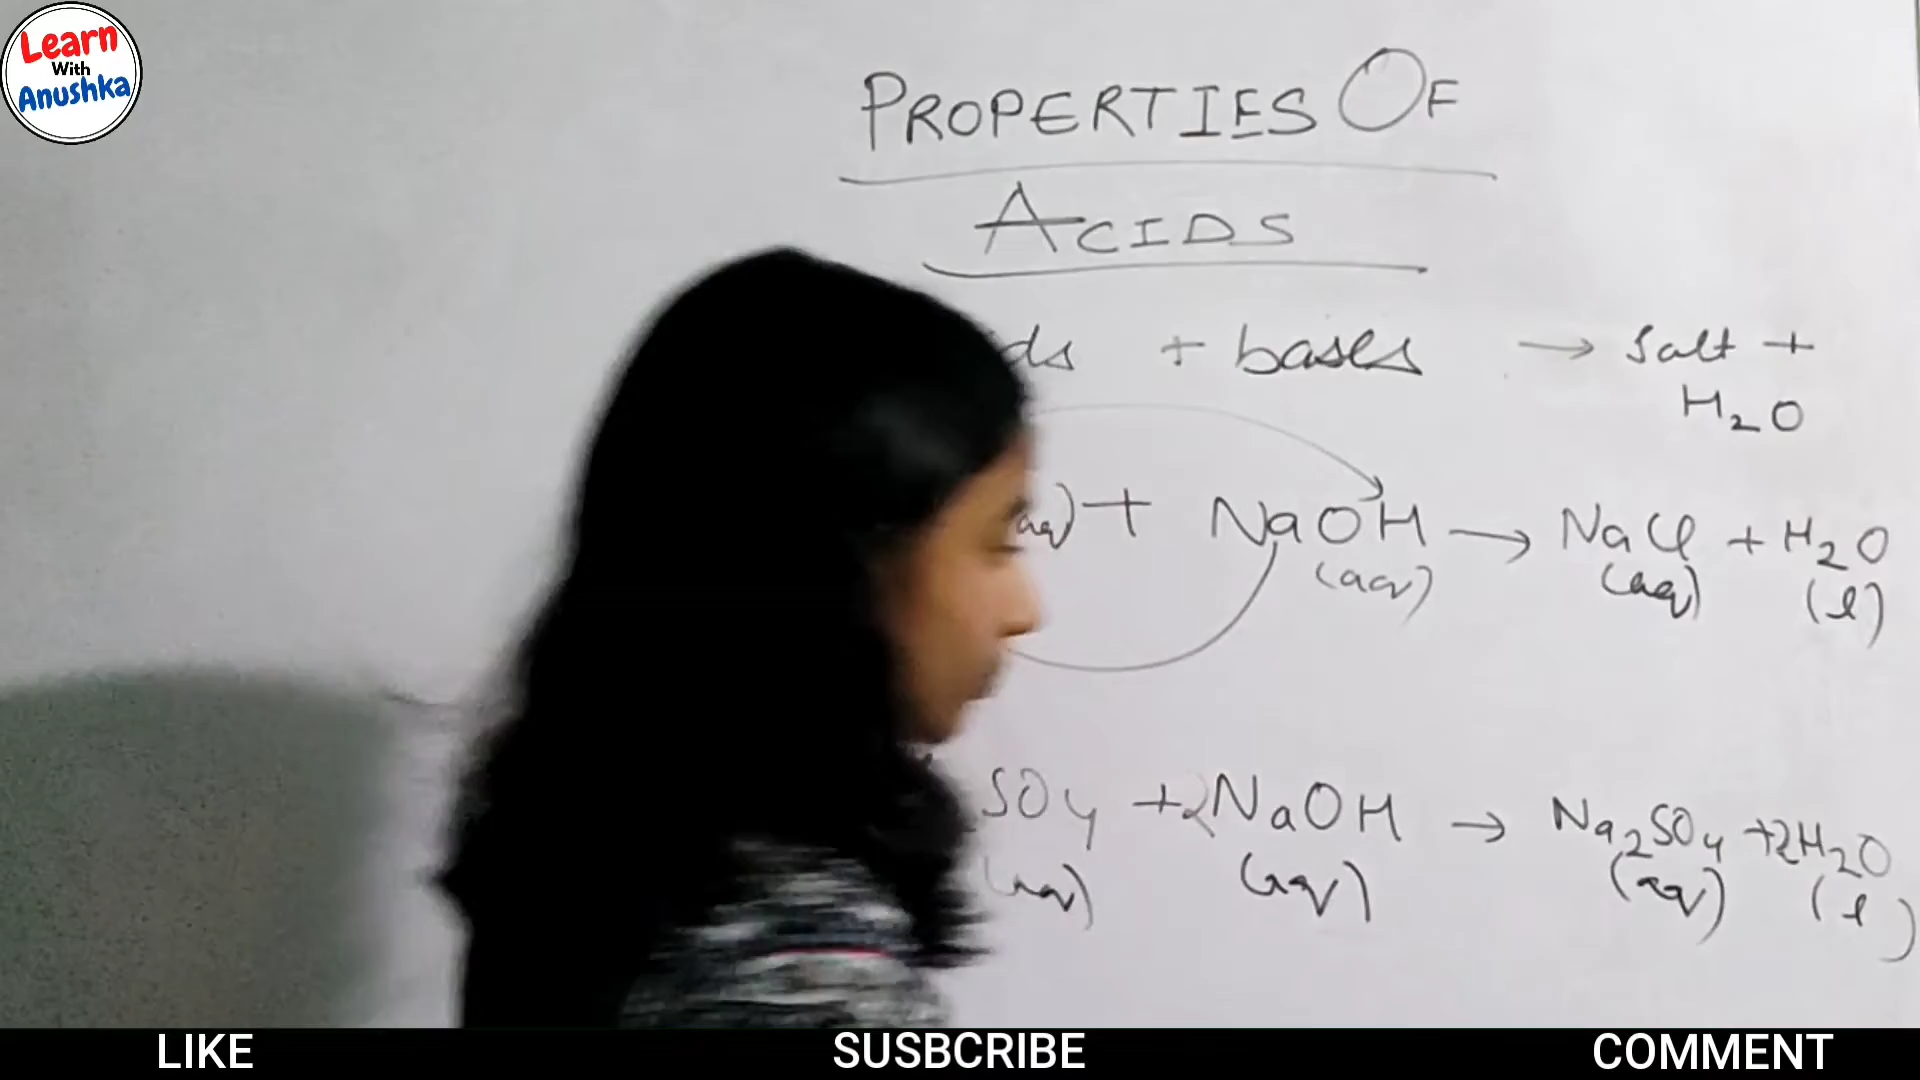 Learn
With
Anushka
PROPERTIES OF
ACIDS
ds + bases → Salt +
H₂O
(aq) + NaOH → NaCl + H₂O
(aq) (aq) (l)
SO₄ +2NaOH → Na₂SO₄ +2H₂O
(aq) (aq) (aq) (l)
LIKE SUSBCRIBE COMMENT